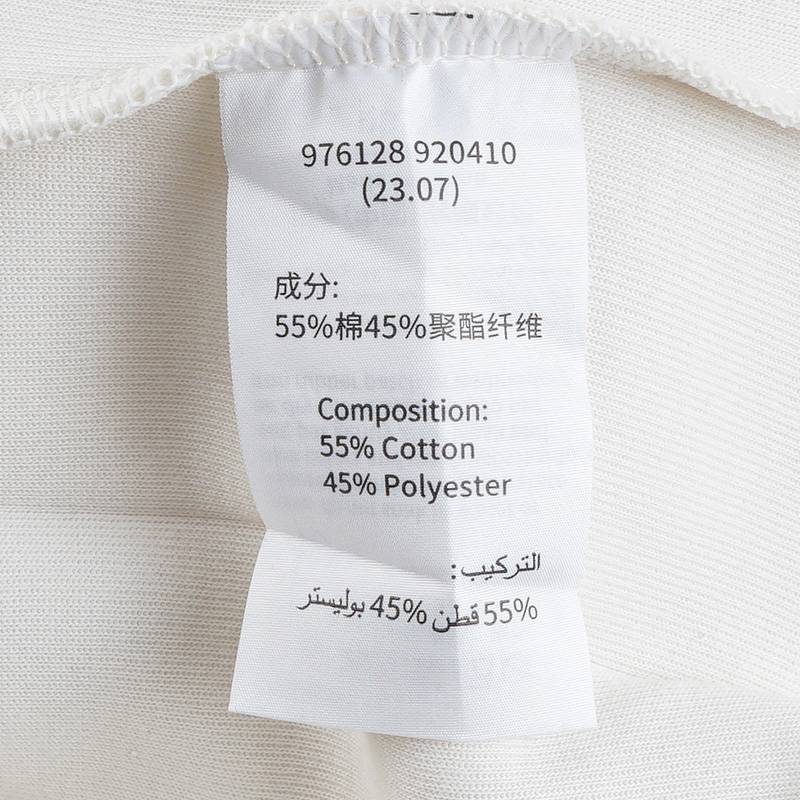 976128 920410
(23.07)
成分:
55%棉45%聚酯纤维
Composition:
55% Cotton
45% Polyester
التركيب:
55% قطن 45% بوليستر